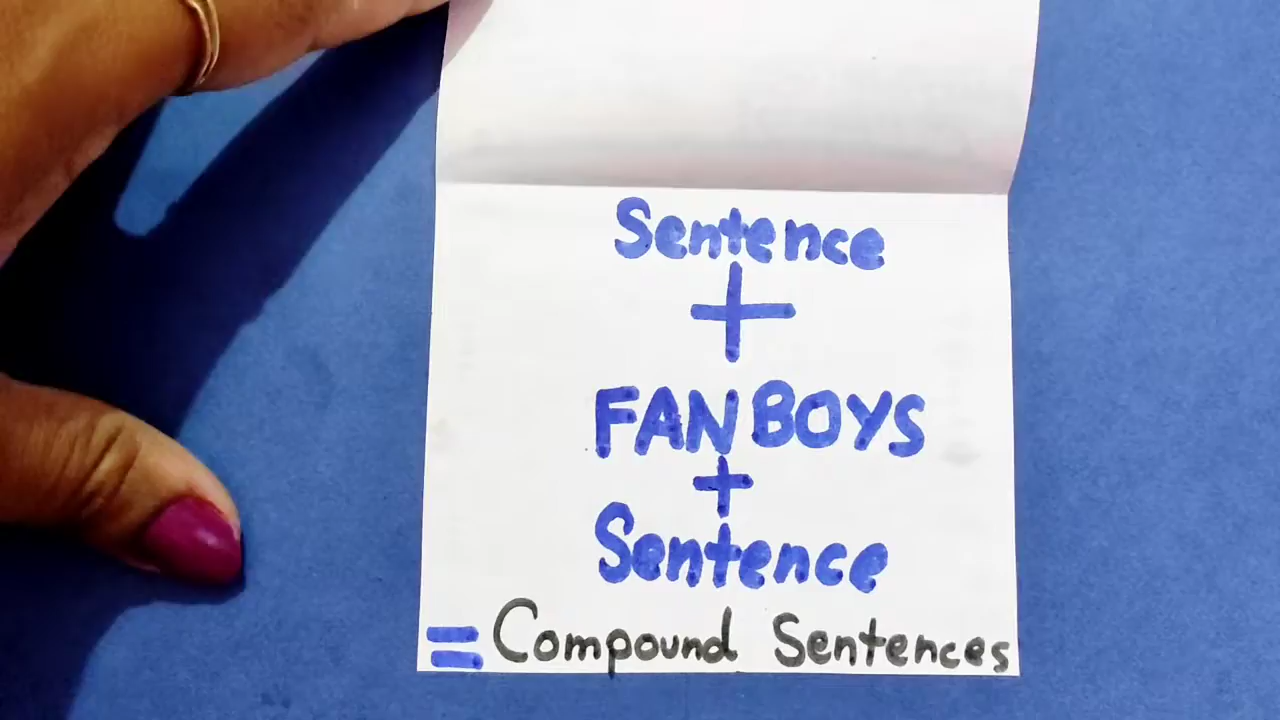 Sentence
+
FANBOYS
+
Sentence
= Compound Sentences